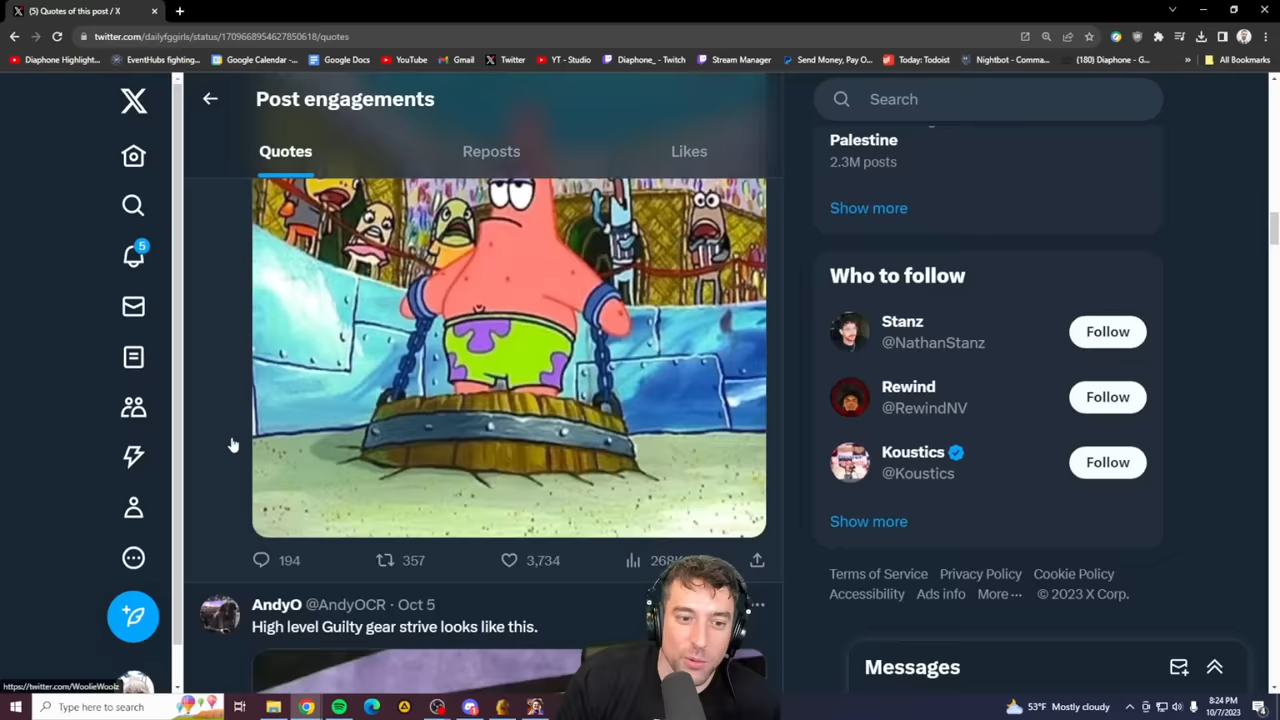 (5) Quotes of this post / X
twitter.com/dailyfggirls/status/1709668954627850618/quotes
Diaphone Highlight...
EventHubs fighting...
Google Calendar -...
Google Docs
YouTube
Gmail
Twitter
YT - Studio
Diaphone_ - Twitch
Stream Manager
Send Money, Pay O...
Today: Todoist
Nightbot - Comma...
(180) Diaphone - G...
All Bookmarks
Post engagements
Quotes
Reposts
Likes
194
357
3,734
AndyO @AndyOCR · Oct 5
High level Guilty gear strive looks like this.
5
Search
Palestine
2.3M posts
Show more
Who to follow
Stanz
@NathanStanz
Follow
Rewind
@RewindNV
Follow
Koustics
@Koustics
Follow
Show more
Terms of Service Privacy Policy Cookie Policy
Accessibility Ads info More ··· © 2023 X Corp.
Messages
https://twitter.com/WoolieWoolz
Type here to search
53°F Mostly cloudy
8:24 PM
10/7/2023